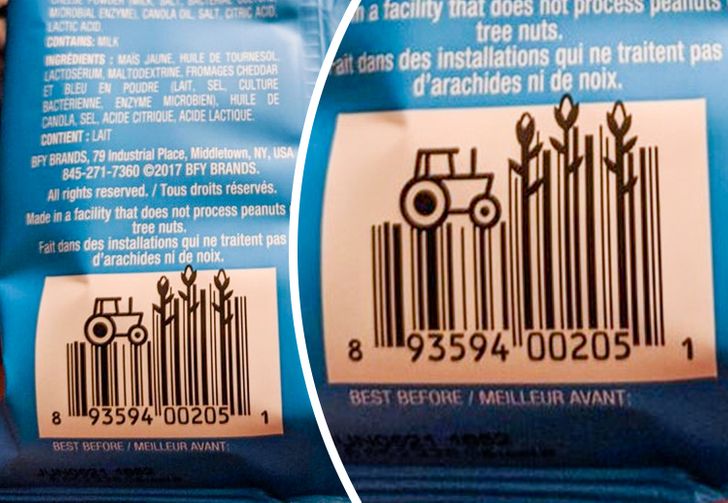 MICROBIAL ENZYME), CANOLA OIL, SALT, CITRIC ACID,
LACTIC ACID
CONTAINS: MILK
INGRÉDIENTS : MAÏS JAUNE, HUILE DE TOURNESOL,
LACTOSÉRUM, MALTODEXTRINE, FROMAGES CHEDDAR
ET BLEU EN POUDRE (LAIT, SEL, CULTURE
BACTÉRIENNE, ENZYME MICROBIEN), HUILE DE
CANOLA, SEL, ACIDE CITRIQUE, ACIDE LACTIQUE.
CONTIENT : LAIT
BFY BRANDS, 79 Industrial Place, Middletown, NY, USA
845-271-7360 ©2017 BFY BRANDS.
All rights reserved. / Tous droits réservés.
Made in a facility that does not process peanuts
tree nuts.
Fait dans des installations qui ne traitent pas
d'arachides ni de noix.
8 93594 00205 1
BEST BEFORE / MEILLEUR AVANT:
in a facility that does not process peanuts
tree nuts.
ait dans des installations qui ne traitent pas
d'arachides ni de noix.
8 93594 00205 1
BEST BEFORE / MEILLEUR AVANT: